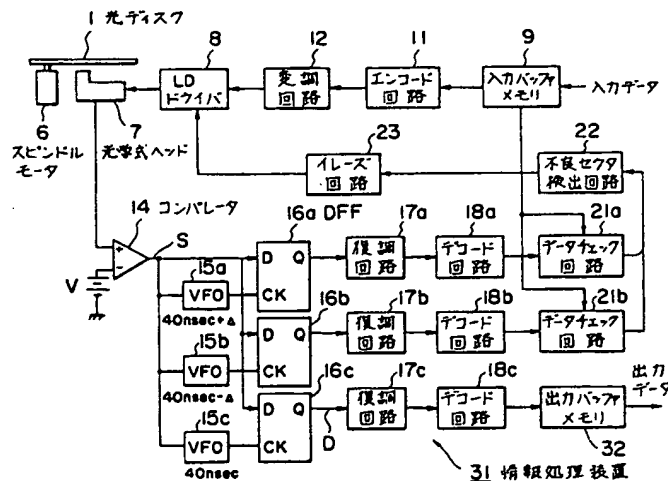 1 光ディスク
8
12
11
9
LD
ドライバ
変調
回路
エンコード
回路
入力バッファ
メモリ
入力データ
6
スピンドル
モータ
7
光学式ヘッド
23
イレーズ
回路
22
不良セクタ
検出回路
14 コンパレータ
S
+
-
V
16a DFF
17a
18a
21a
15a
VFO
D Q
CK
復調
回路
デコード
回路
データチェック
回路
40nsec+Δ
15b
16b
17b
18b
21b
VFO
D Q
CK
復調
回路
デコード
回路
データチェック
回路
40nsec-Δ
15c
16c
17c
18c
出力
データ
VFO
D Q
CK
D
復調
回路
デコード
回路
出力バッファ
メモリ
40nsec
32
31 情報処理装置